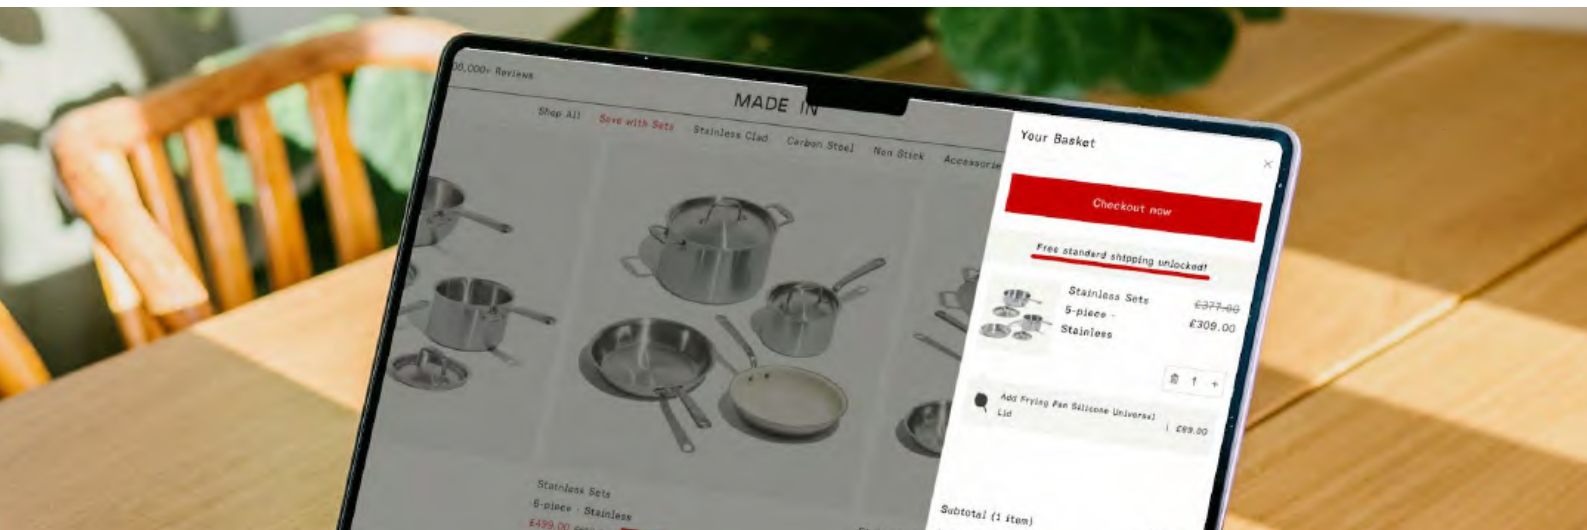 00,000+ Reviews
MADE IN
Shop All Save with Sets Stainless Clad Carbon Steel Non Stick Accessorie
Your Basket
Checkout now
Free standard shipping unlocked!
Stainless Sets £377.00
5-piece - £309.00
Stainless
1 +
Add Frying Pan Silicone Universal
Lid | £89.00
Subtotal (1 item)
Stainless Sets
6-piece · Stainless
£499.00